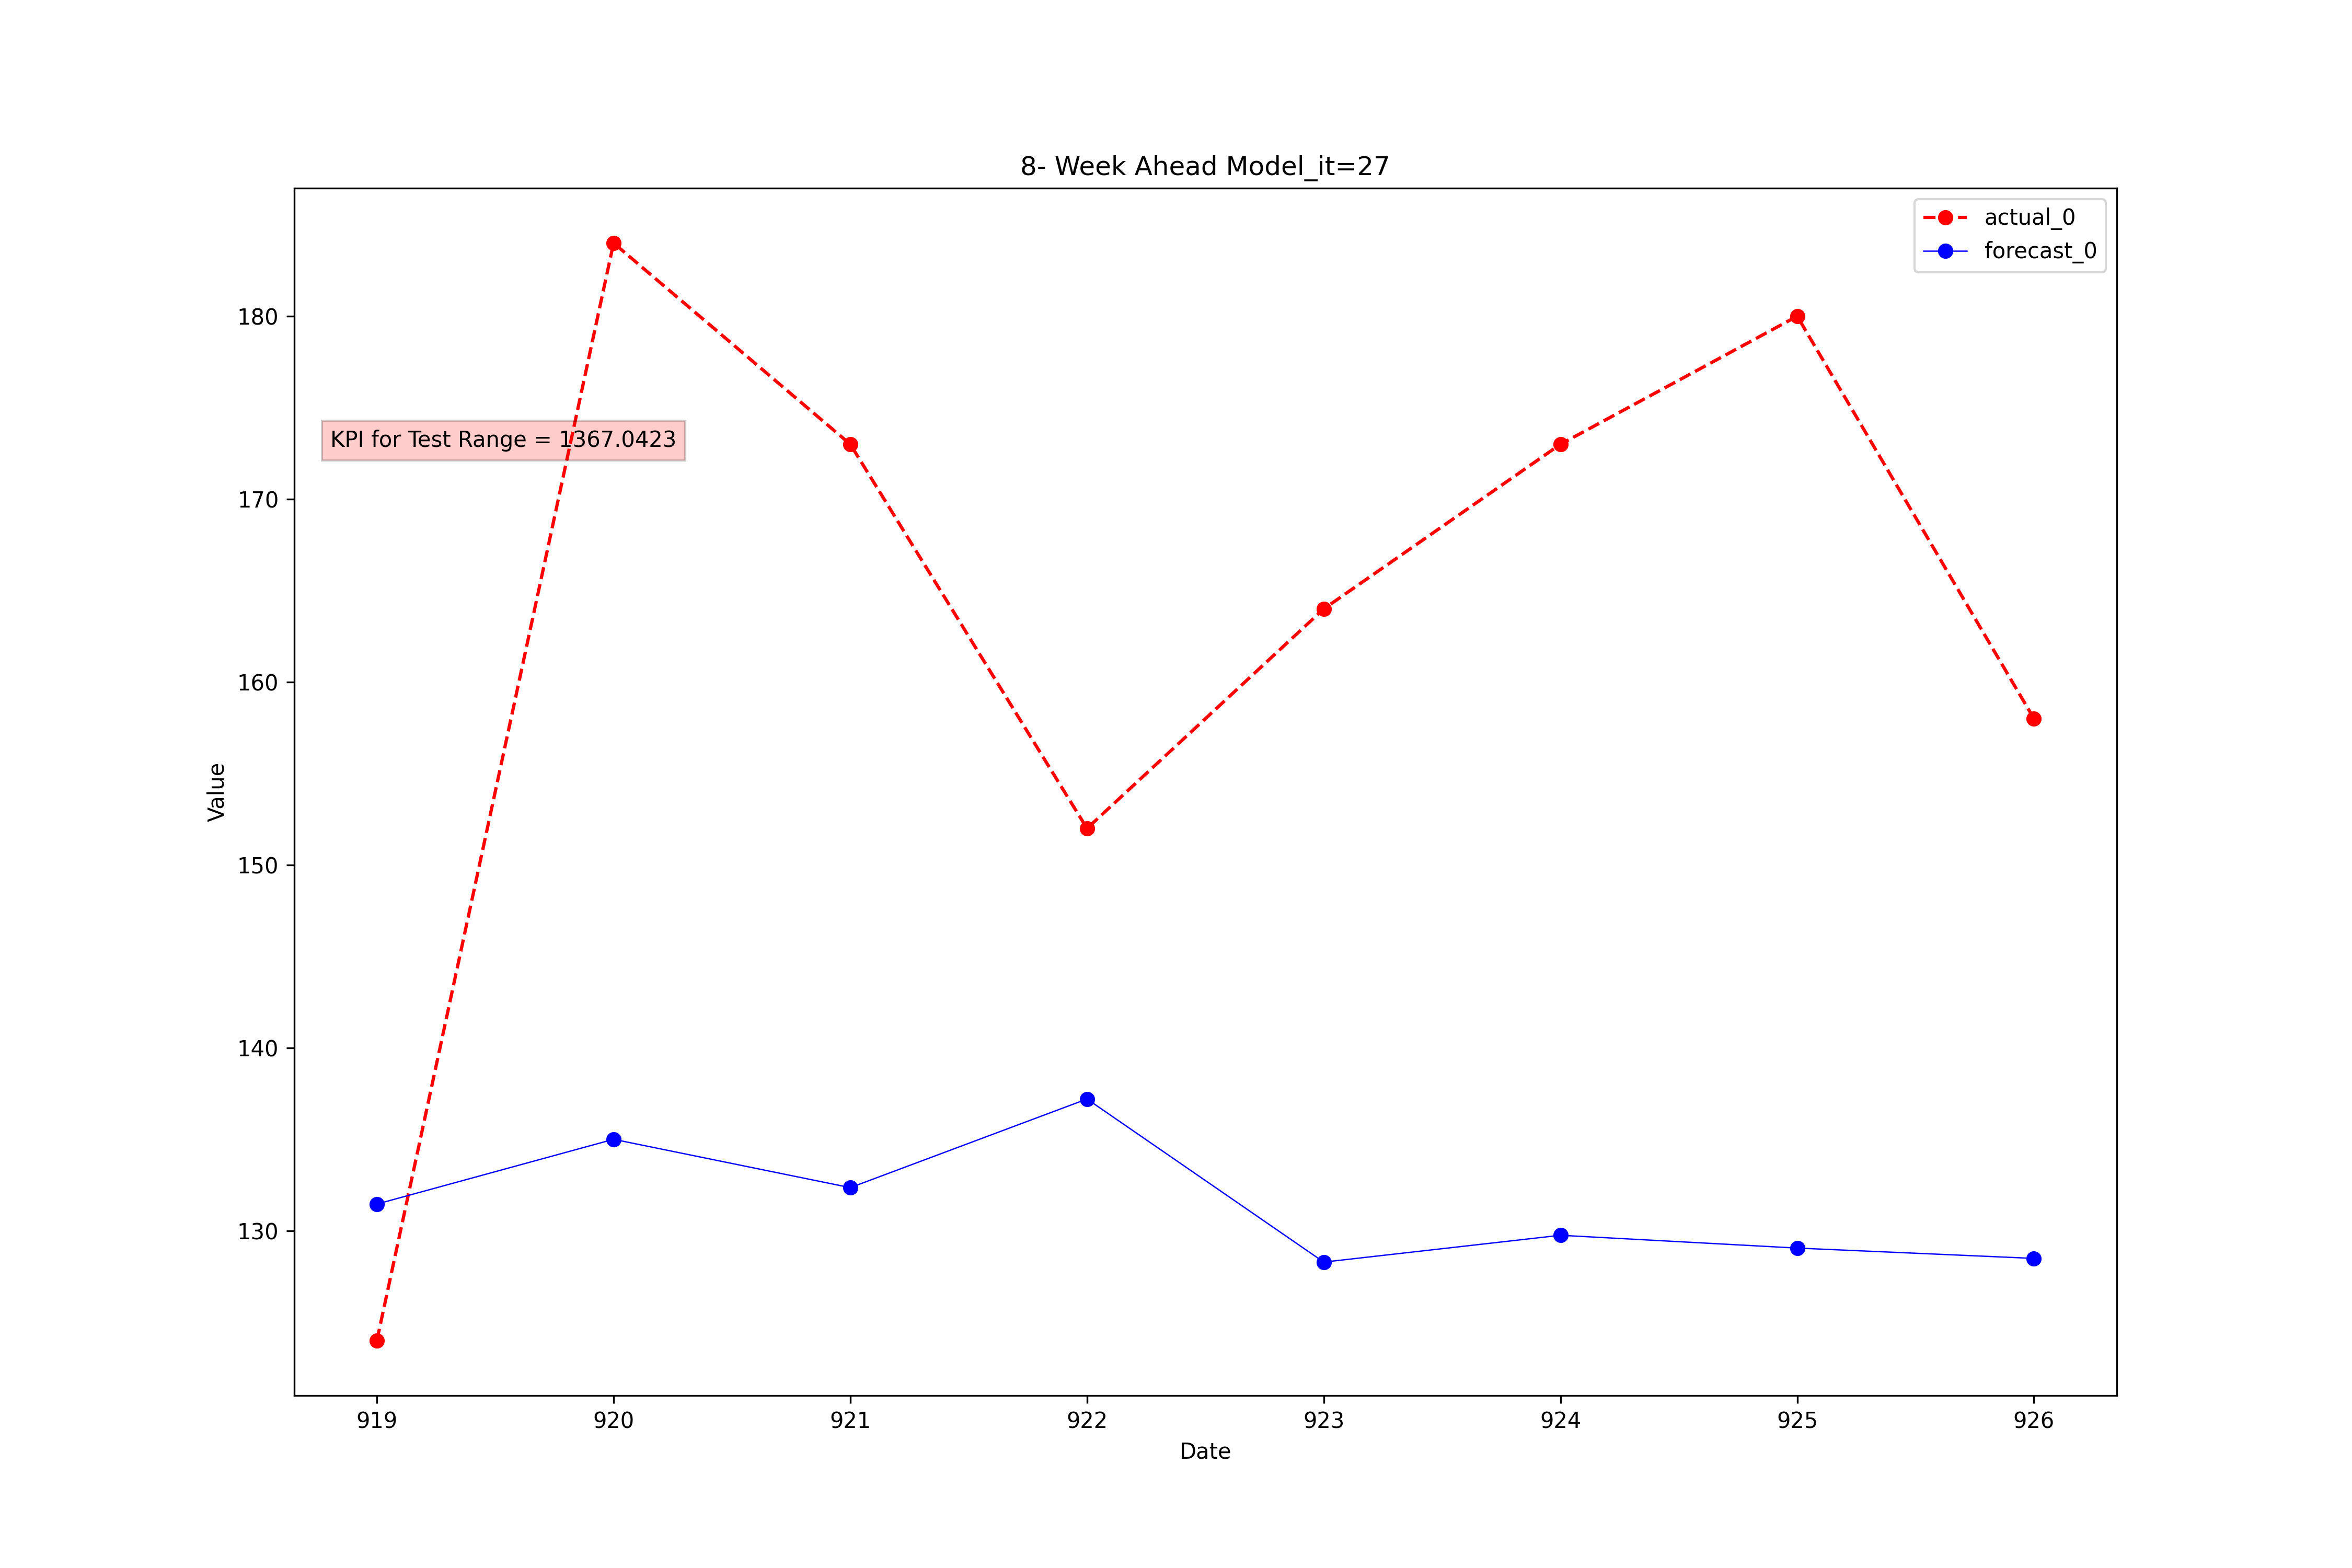 8- Week Ahead Model_it=27
actual_0
forecast_0
KPI for Test Range = 1367.0423
180
170
160
150
140
130
Value
919 920 921 922 923 924 925 926
Date